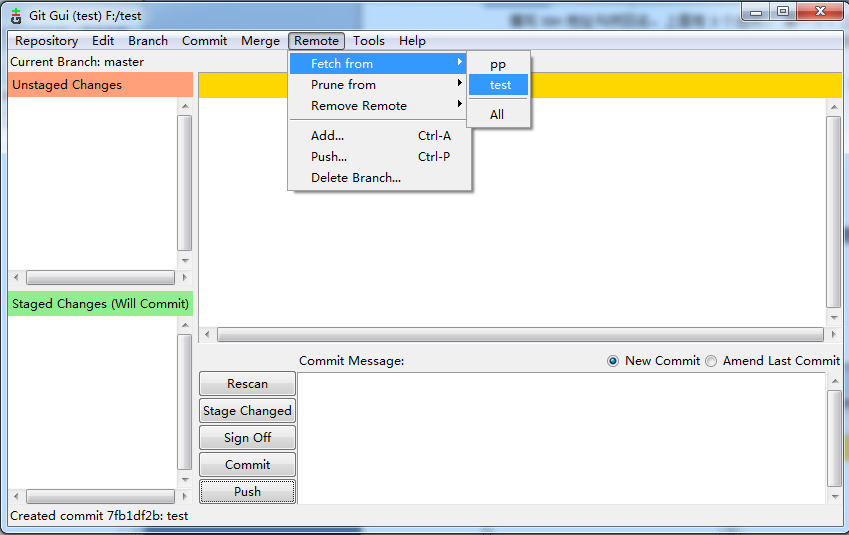 Git Gui (test) F:/test
Repository Edit Branch Commit Merge Remote Tools Help
Current Branch: master
Unstaged Changes
Fetch from
Prune from
Remove Remote
Add... Ctrl-A
Push... Ctrl-P
Delete Branch...
pp
test
All
Staged Changes (Will Commit)
Commit Message:
New Commit
Amend Last Commit
Rescan
Stage Changed
Sign Off
Commit
Push
Created commit 7fb1df2b: test